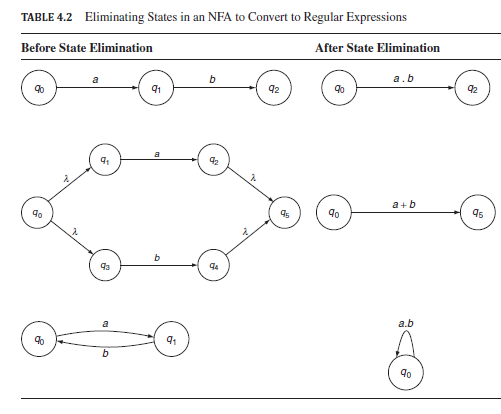 TABLE 4.2 Eliminating States in an NFA to Convert to Regular Expressions
Before State Elimination After State Elimination
a b a.b
q0 q1 q2 q0 q2
a
q1 q2
λ λ
a+b
q0 q5 q0 q5
λ λ
b
q3 q4
a a.b
q0 q1
b
q0